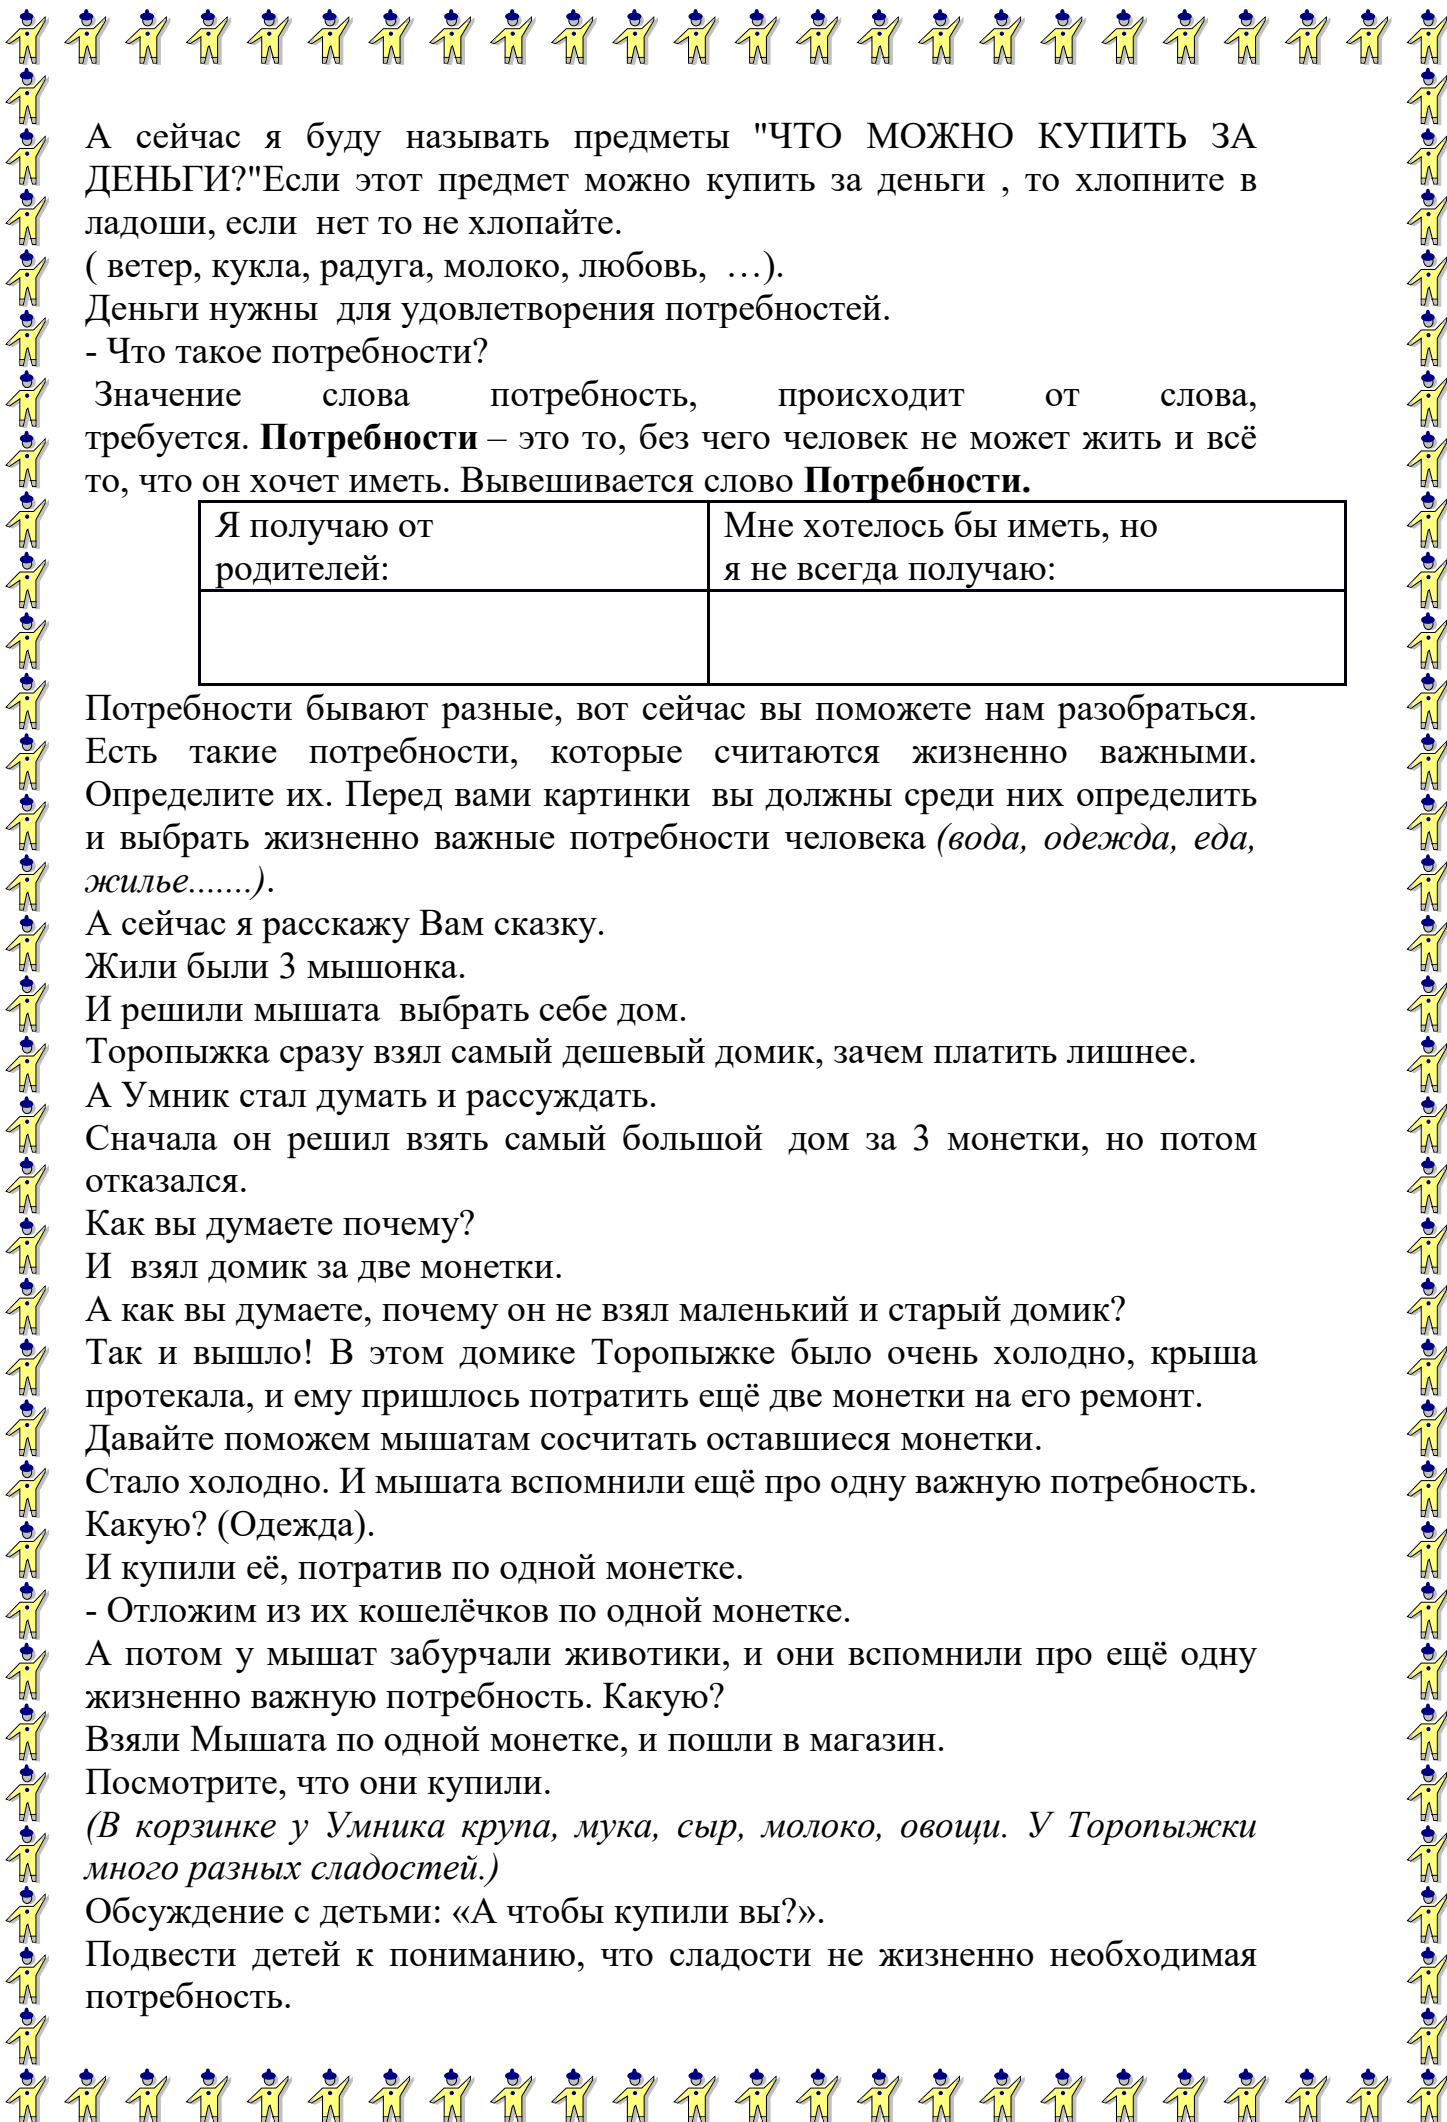 А сейчас я буду называть предметы "ЧТО МОЖНО КУПИТЬ ЗА
ДЕНЬГИ?"Если этот предмет можно купить за деньги , то хлопните в
ладоши, если  нет то не хлопайте.
( ветер, кукла, радуга, молоко, любовь,  …).
Деньги нужны  для удовлетворения потребностей.
- Что такое потребности?
Значение слова потребность, происходит от слова,
требуется. Потребности – это то, без чего человек не может жить и всё
то, что он хочет иметь. Вывешивается слово Потребности.
Я получаю от
родителей:
Мне хотелось бы иметь, но
я не всегда получаю:
Потребности бывают разные, вот сейчас вы поможете нам разобраться.
Есть такие потребности, которые считаются жизненно важными.
Определите их. Перед вами картинки  вы должны среди них определить
и выбрать жизненно важные потребности человека (вода, одежда, еда,
жилье.......).
А сейчас я расскажу Вам сказку.
Жили были 3 мышонка.
И решили мышата  выбрать себе дом.
Торопыжка сразу взял самый дешевый домик, зачем платить лишнее.
А Умник стал думать и рассуждать.
Сначала он решил взять самый большой  дом за 3 монетки, но потом
отказался.
Как вы думаете почему?
И  взял домик за две монетки.
А как вы думаете, почему он не взял маленький и старый домик?
Так и вышло! В этом домике Торопыжке было очень холодно, крыша
протекала, и ему пришлось потратить ещё две монетки на его ремонт.
Давайте поможем мышатам сосчитать оставшиеся монетки.
Стало холодно. И мышата вспомнили ещё про одну важную потребность.
Какую? (Одежда).
И купили её, потратив по одной монетке.
- Отложим из их кошелёчков по одной монетке.
А потом у мышат забурчали животики, и они вспомнили про ещё одну
жизненно важную потребность. Какую?
Взяли Мышата по одной монетке, и пошли в магазин.
Посмотрите, что они купили.
(В корзинке у Умника крупа, мука, сыр, молоко, овощи. У Торопыжки
много разных сладостей.)
Обсуждение с детьми: «А чтобы купили вы?».
Подвести детей к пониманию, что сладости не жизненно необходимая
потребность.